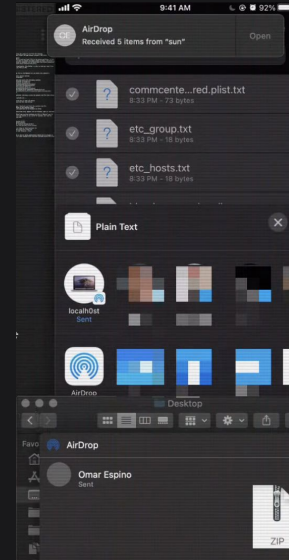 9:41 AM
92%
OE
AirDrop
Received 5 items from “sun”
Open
commcente...red.plist.txt
8:33 PM - 73 bytes
etc_group.txt
8:33 PM - 18 bytes
etc_hosts.txt
8:33 PM - 18 bytes
Plain Text
localh0st
Sent
AirDrop
Desktop
Favo
AirDrop
Omar Espino
Sent
ZIP